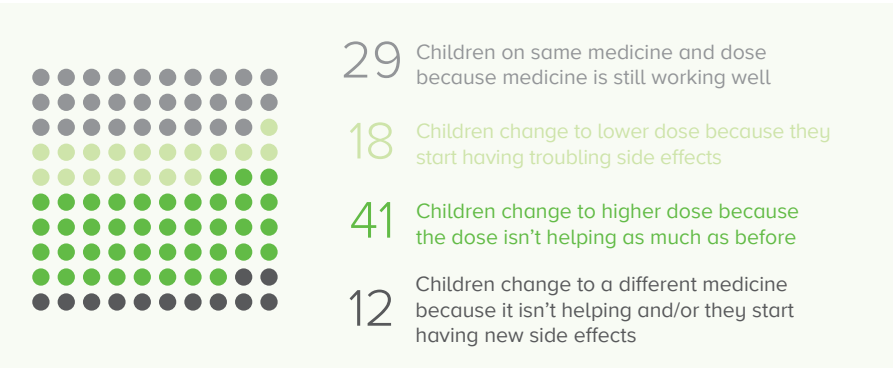 29
Children on same medicine and dose
because medicine is still working well
18
Children change to lower dose because they
start having troubling side effects
41
Children change to higher dose because
the dose isn't helping as much as before
12
Children change to a different medicine
because it isn't helping and/or they start
having new side effects